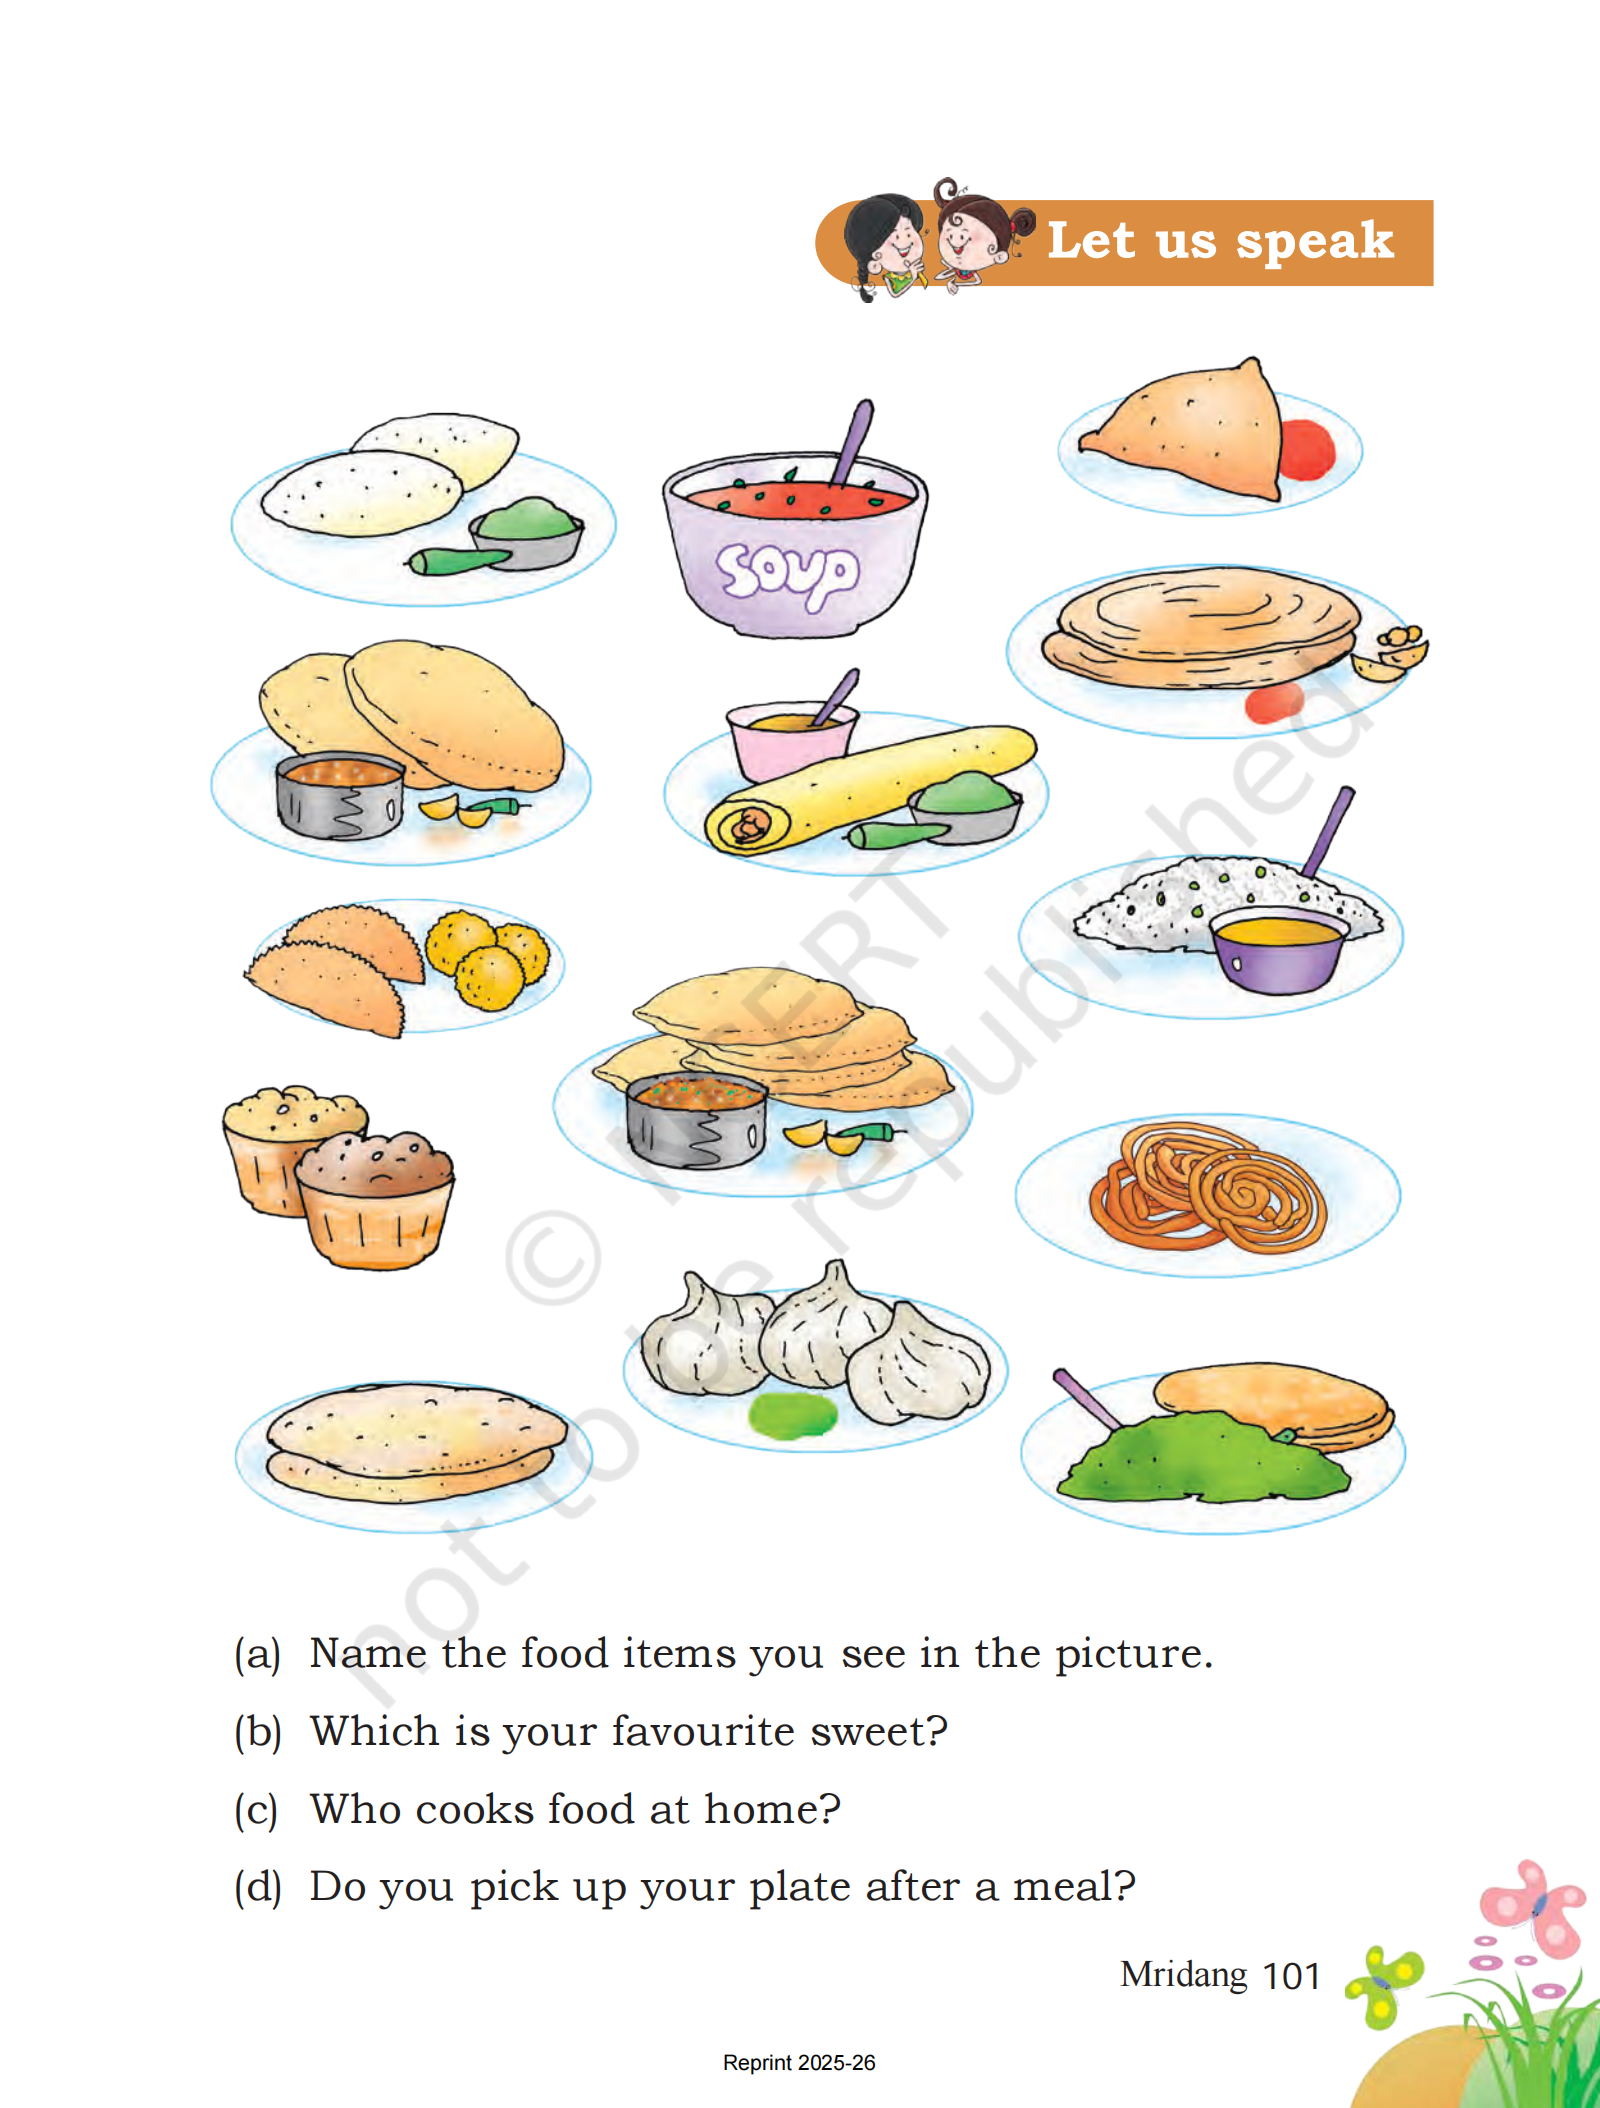 Let us speak
SOUP
(a) Name the food items you see in the picture.
(b) Which is your favourite sweet?
(c) Who cooks food at home?
(d) Do you pick up your plate after a meal?
Mridang 101
Reprint 2025-26
© NCERT
not to be republished